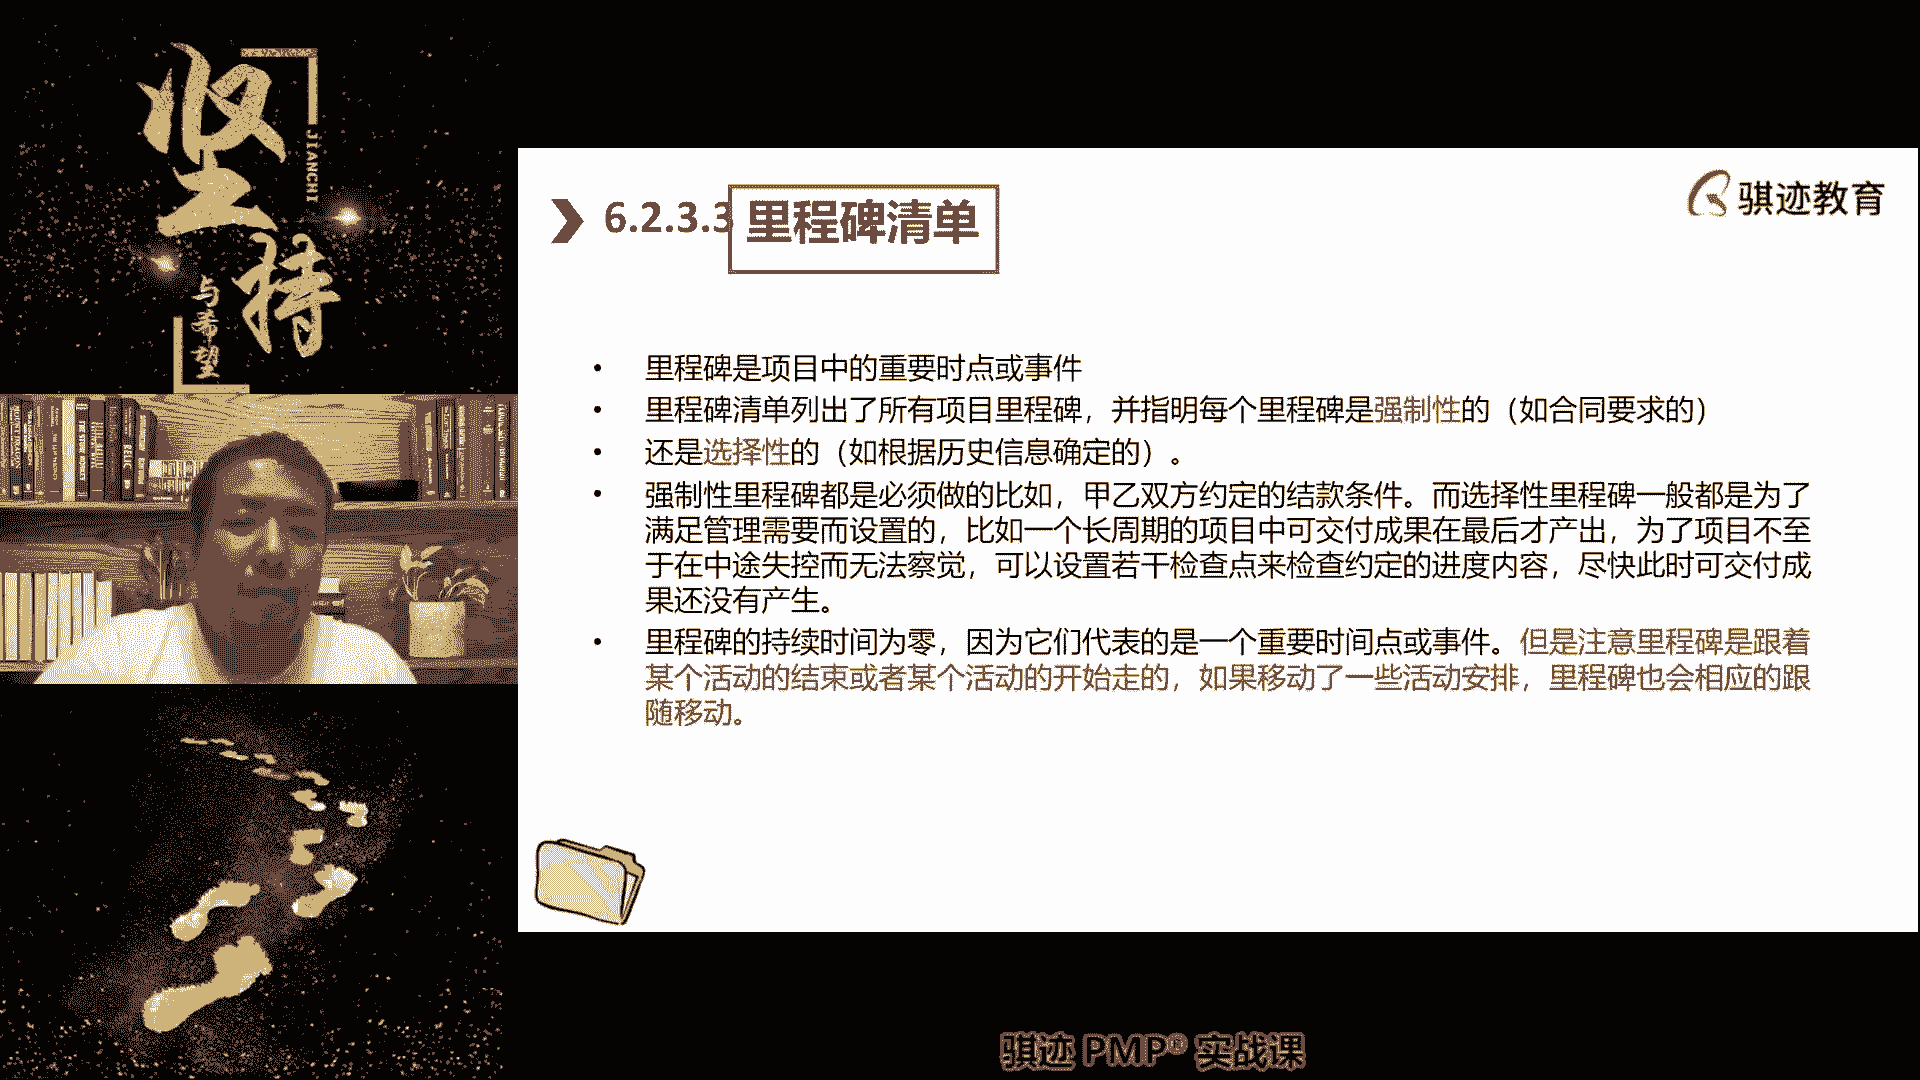 坚持
JIANCHI
与希望
骐迹教育
6.2.3.3 里程碑清单
• 里程碑是项目中的重要时点或事件
• 里程碑清单列出了所有项目里程碑，并指明每个里程碑是强制性的（如合同要求的）
• 还是选择性的（如根据历史信息确定的）。
• 强制性里程碑都是必须做的比如，甲乙双方约定的结款条件。而选择性里程碑一般都是为了
满足管理需要而设置的，比如一个长周期的项目中可交付成果在最后才产出，为了项目不至
于在中途失控而无法察觉，可以设置若干检查点来检查约定的进度内容，尽快此时可交付成
果还没有产生。
• 里程碑的持续时间为零，因为它们代表的是一个重要时间点或事件。但是注意里程碑是跟着
某个活动的结束或者某个活动的开始走的，如果移动了一些活动安排，里程碑也会相应的跟
随移动。
骐迹 PMP® 实战课